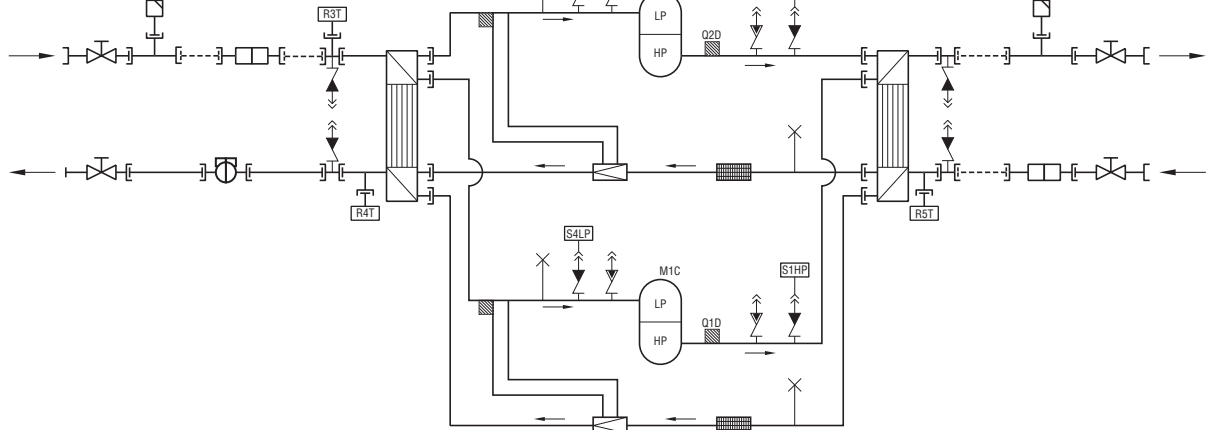 R3T
LP
HP
Q2D
R4T
R5T
S4LP
M1C
S1HP
LP
HP
Q1D